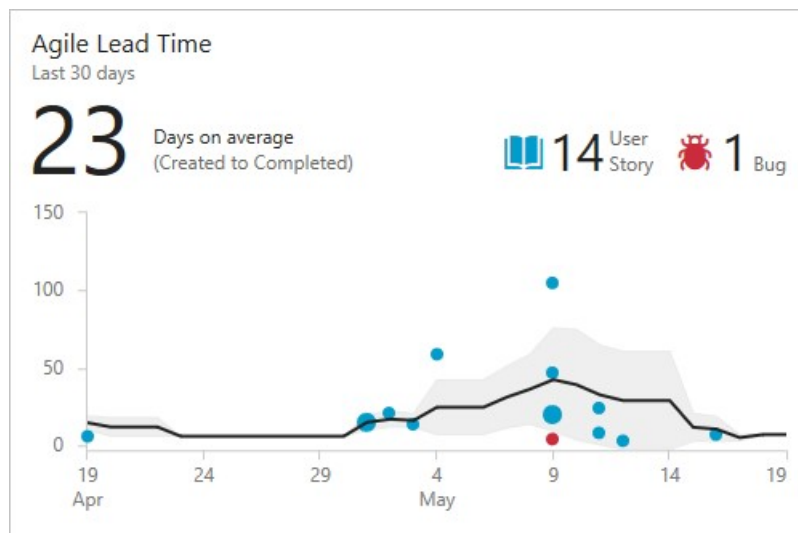 Agile Lead Time
Last 30 days
23
Days on average
(Created to Completed)
14
User
Story
1
Bug
150
100
50
0
19
24
29
4
9
14
19
Apr
May